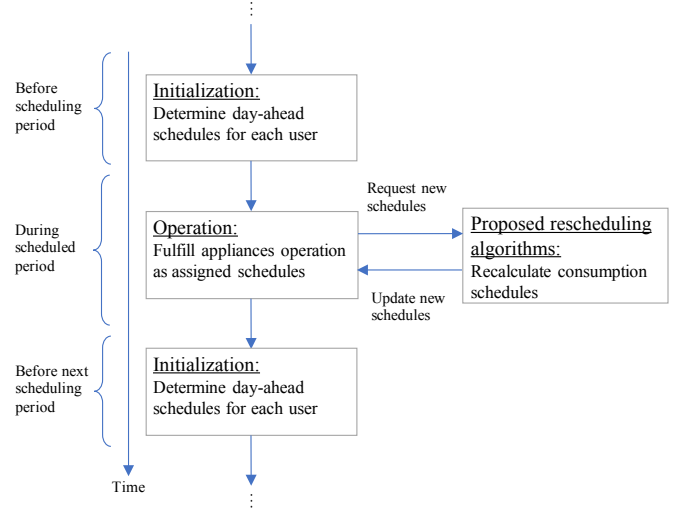 ⋮
Before
scheduling
period
Initialization:
Determine day-ahead
schedules for each user
During
scheduled
period
Operation:
Fulfill appliances operation
as assigned schedules
Request new
schedules
Proposed rescheduling
algorithms:
Recalculate consumption
schedules
Update new
schedules
Before next
scheduling
period
Initialization:
Determine day-ahead
schedules for each user
Time
⋮